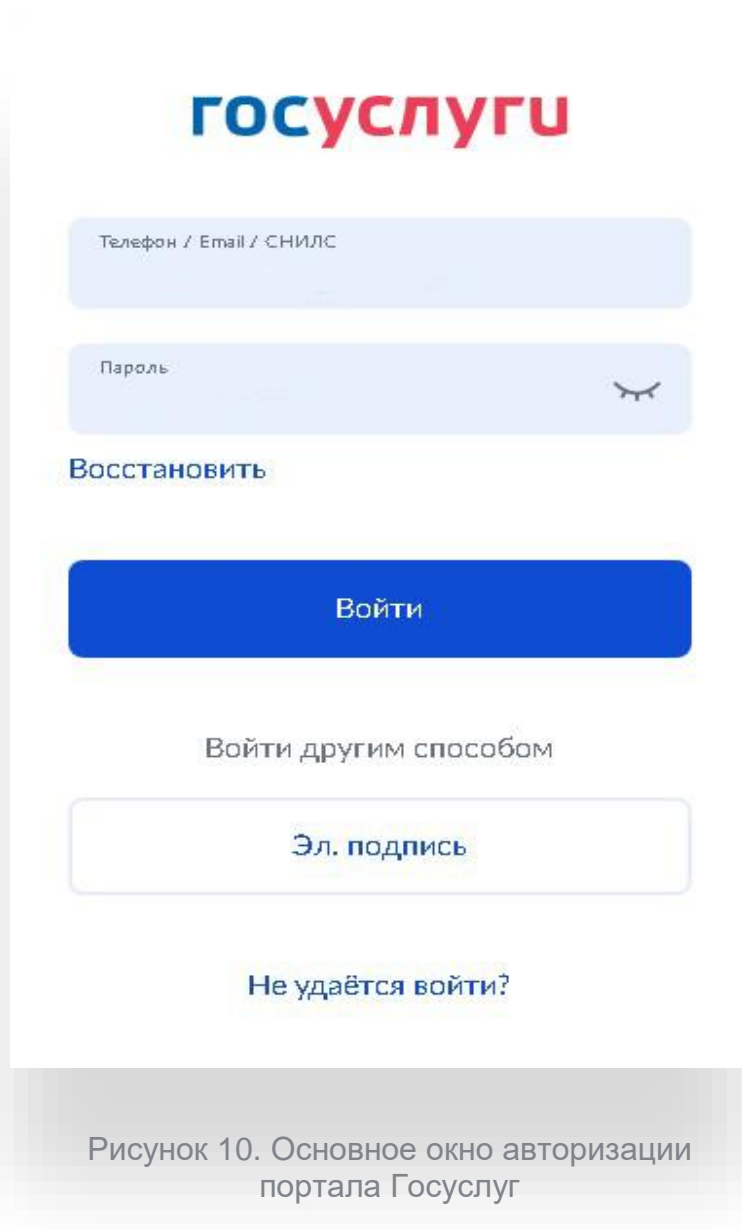 госуслуги
Телефон / Email / СНИЛС
Пароль
Восстановить
Войти
Войти другим способом
Эл. подпись
Не удаётся войти?
Рисунок 10. Основное окно авторизации
портала Госуслуг